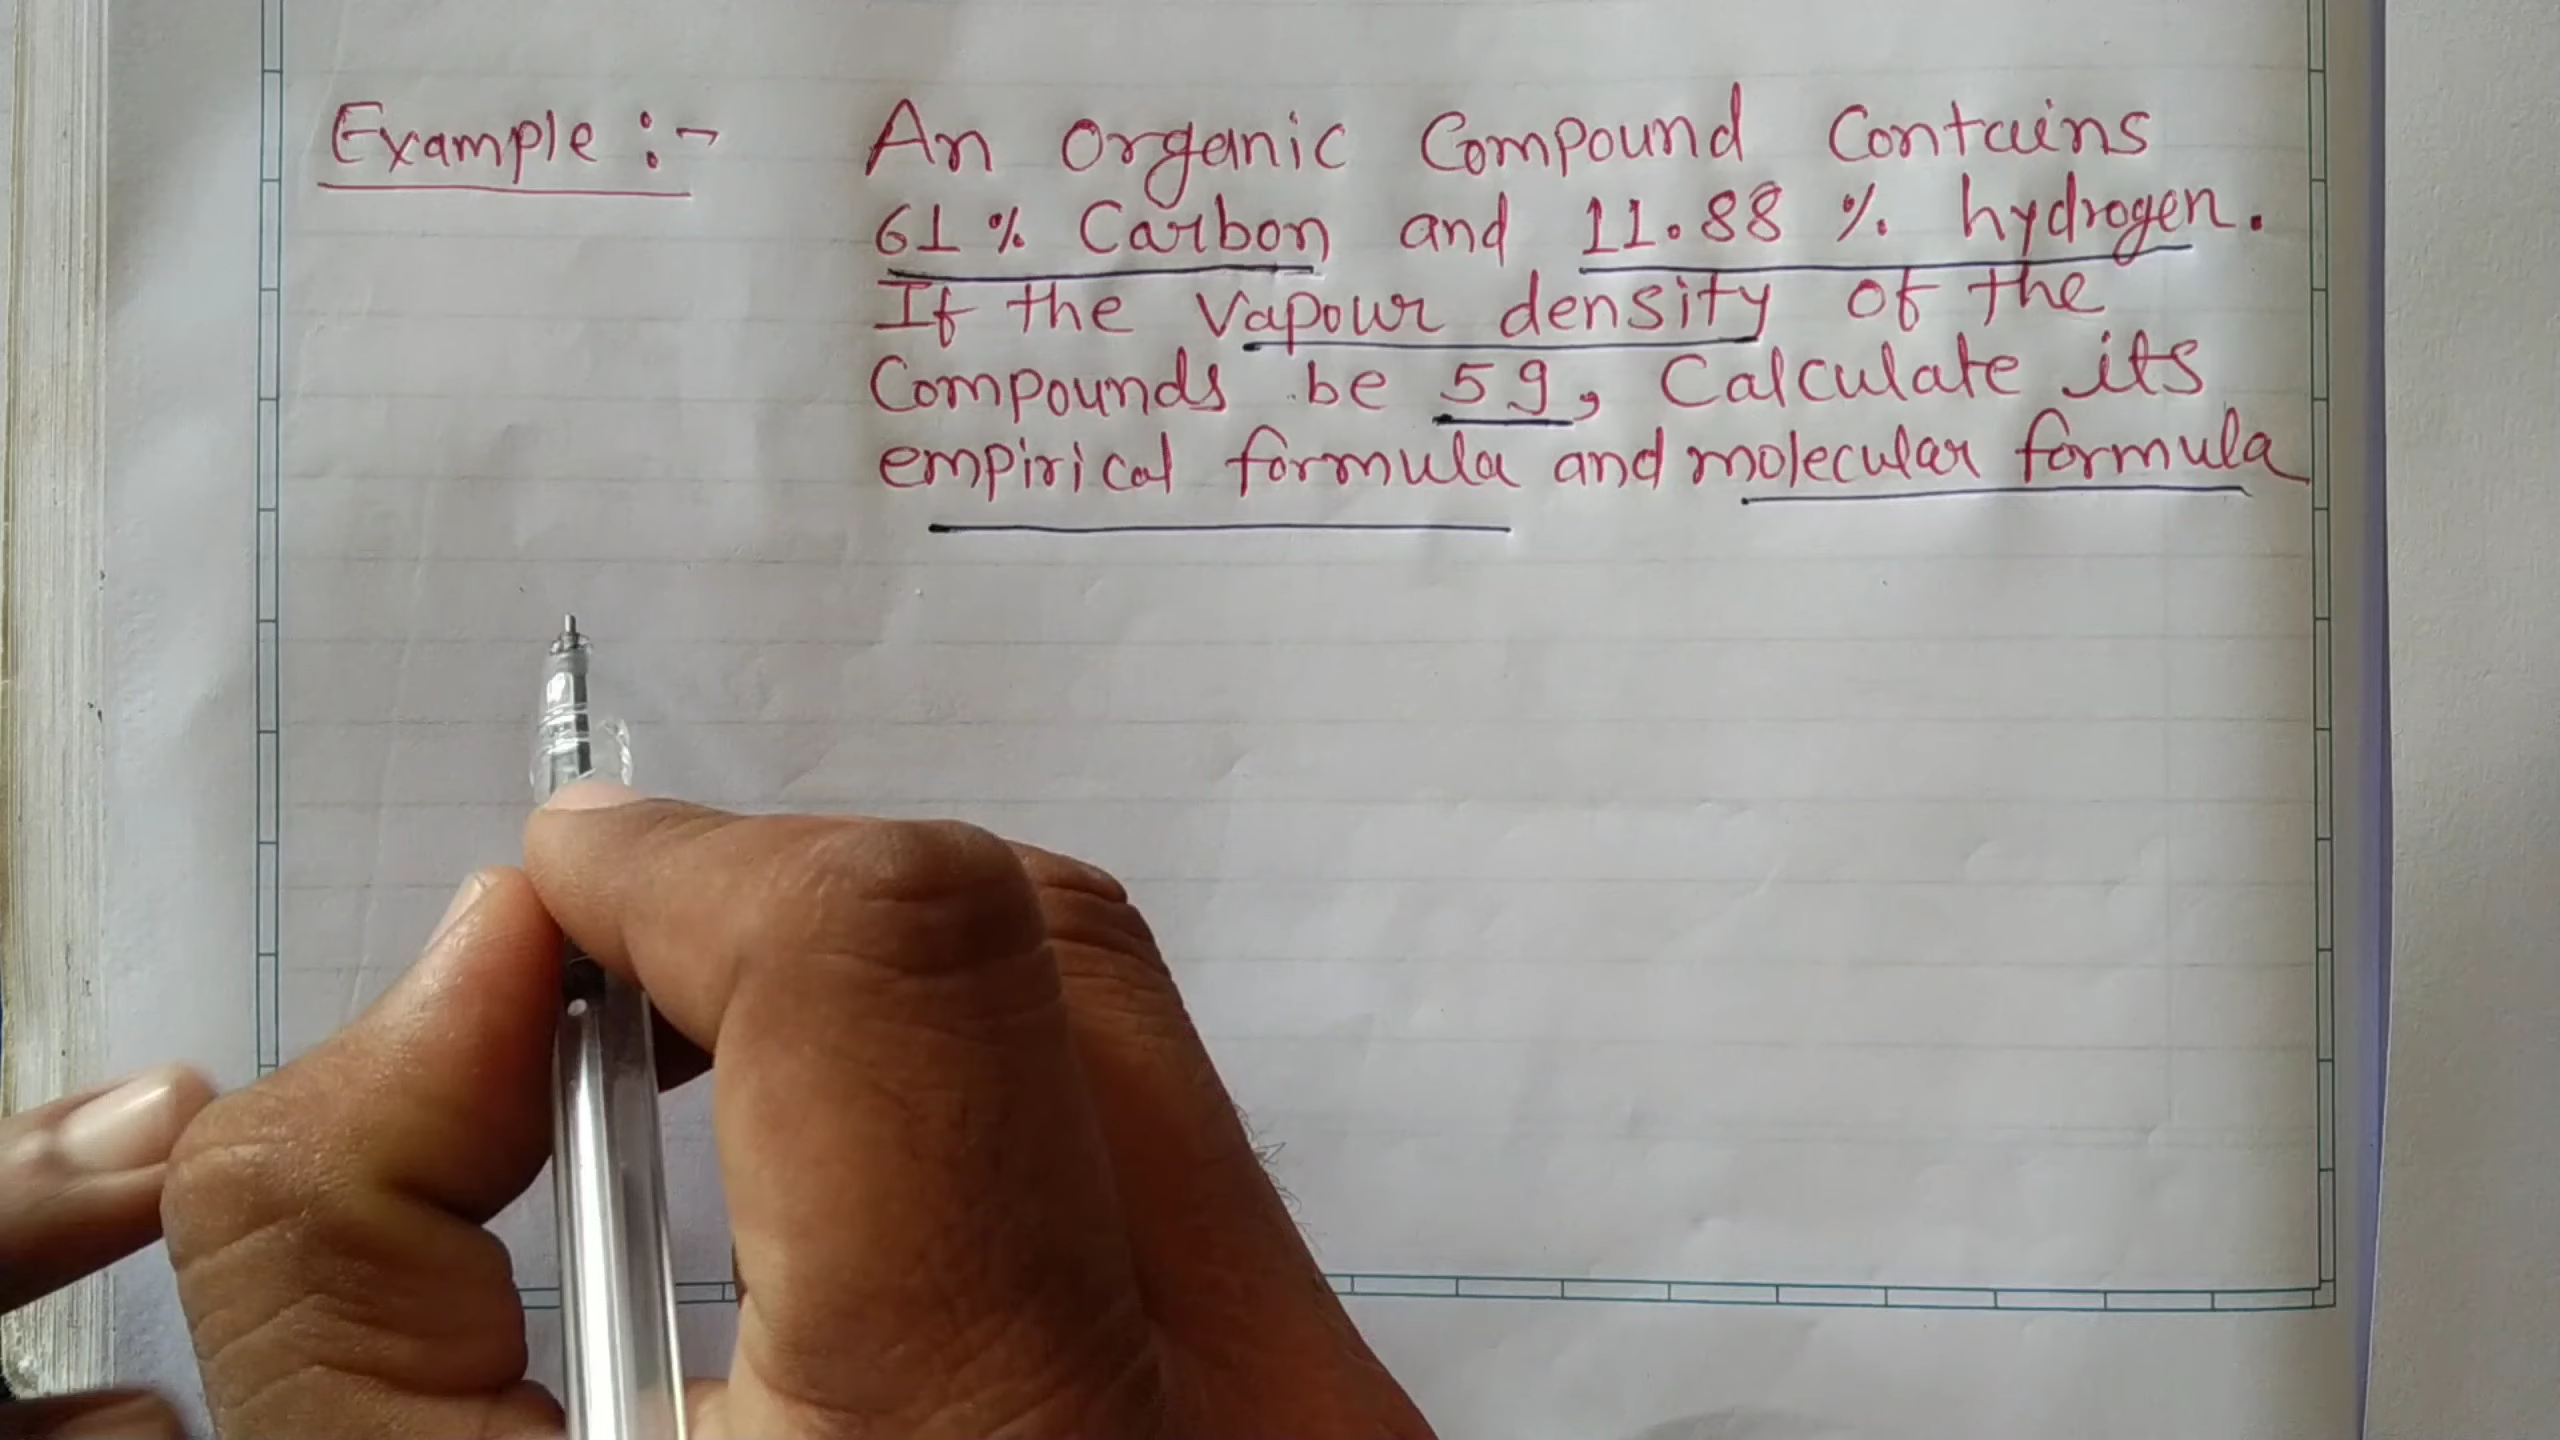 Example :- An Organic Compound Contains
61 % Carbon and 11.88 % hydrogen.
If the vapour density of the
Compounds be 59, Calculate its
empirical formula and molecular formula